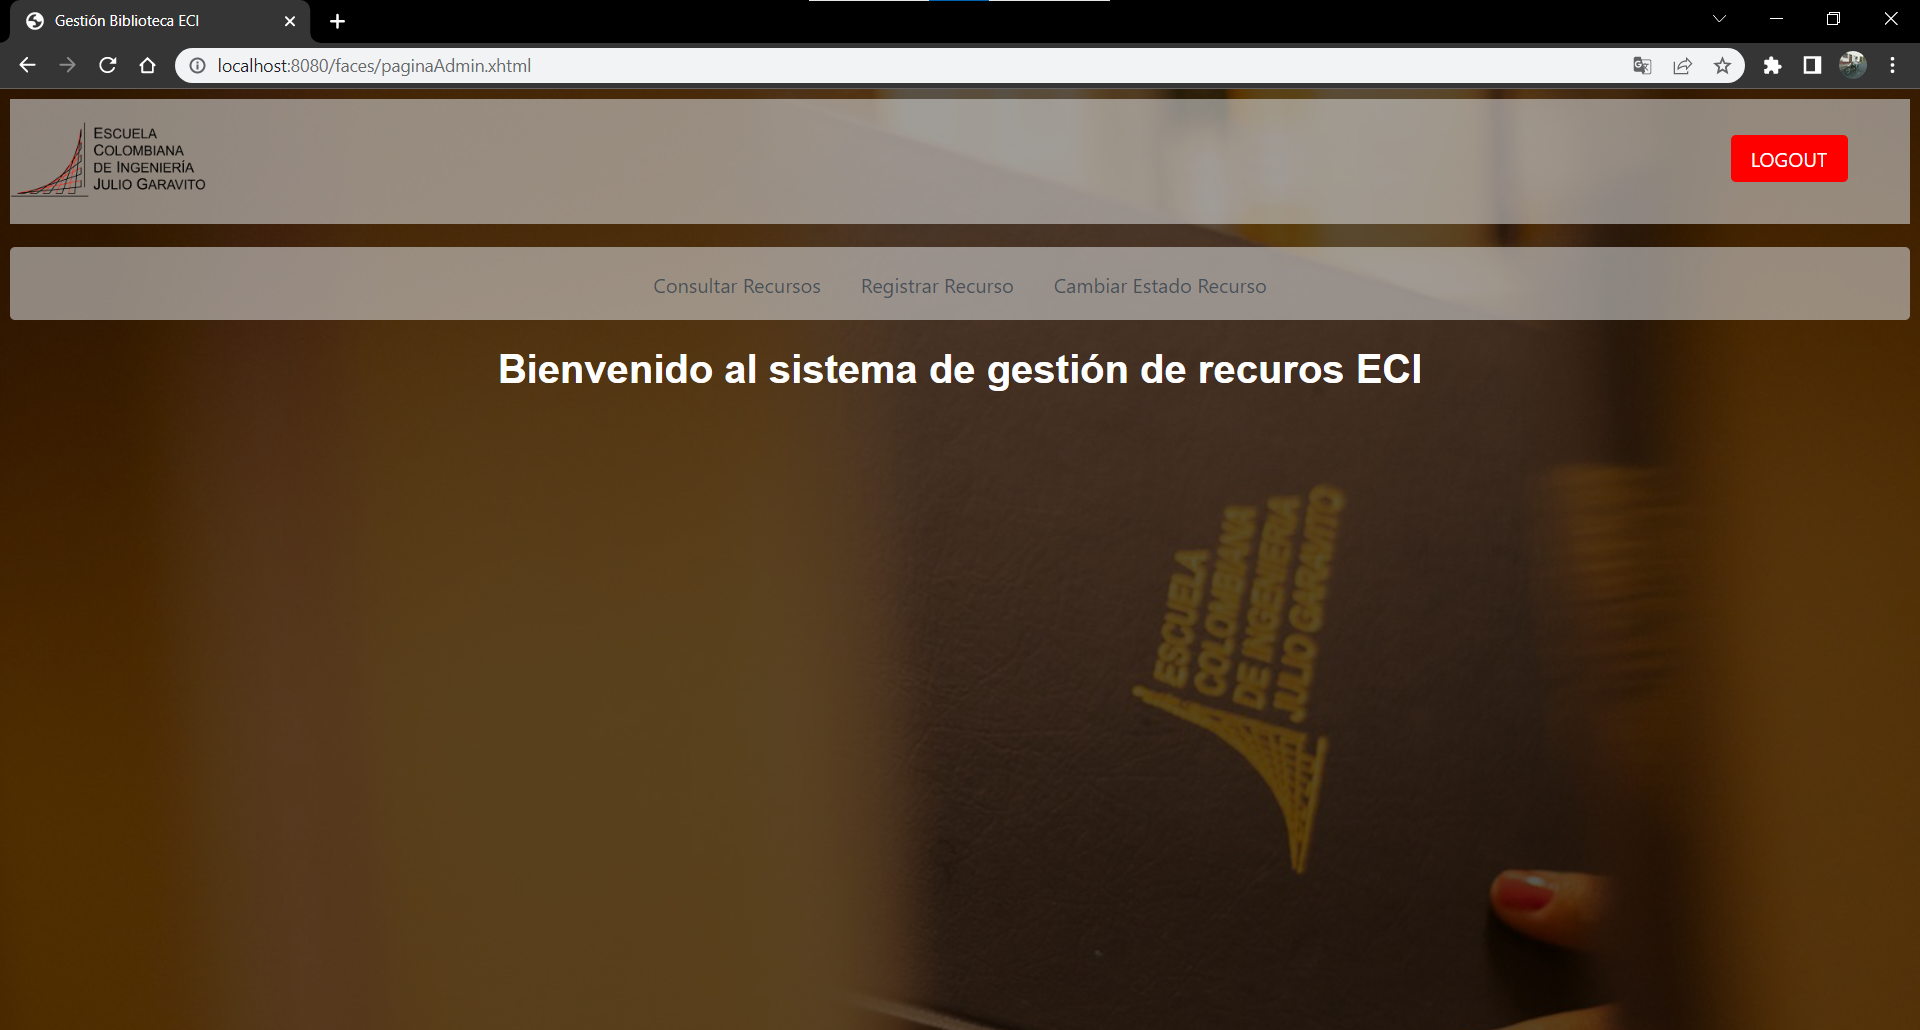 Gestión Biblioteca ECI
localhost:8080/faces/paginaAdmin.xhtml
ESCUELA
COLOMBIANA
DE INGENIERÍA
JULIO GARAVITO
LOGOUT
Consultar Recursos Registrar Recurso Cambiar Estado Recurso
Bienvenido al sistema de gestión de recuros ECI
ESCUELA
COLOMBIANA
DE INGENIERIA
JULIO GARAVITO